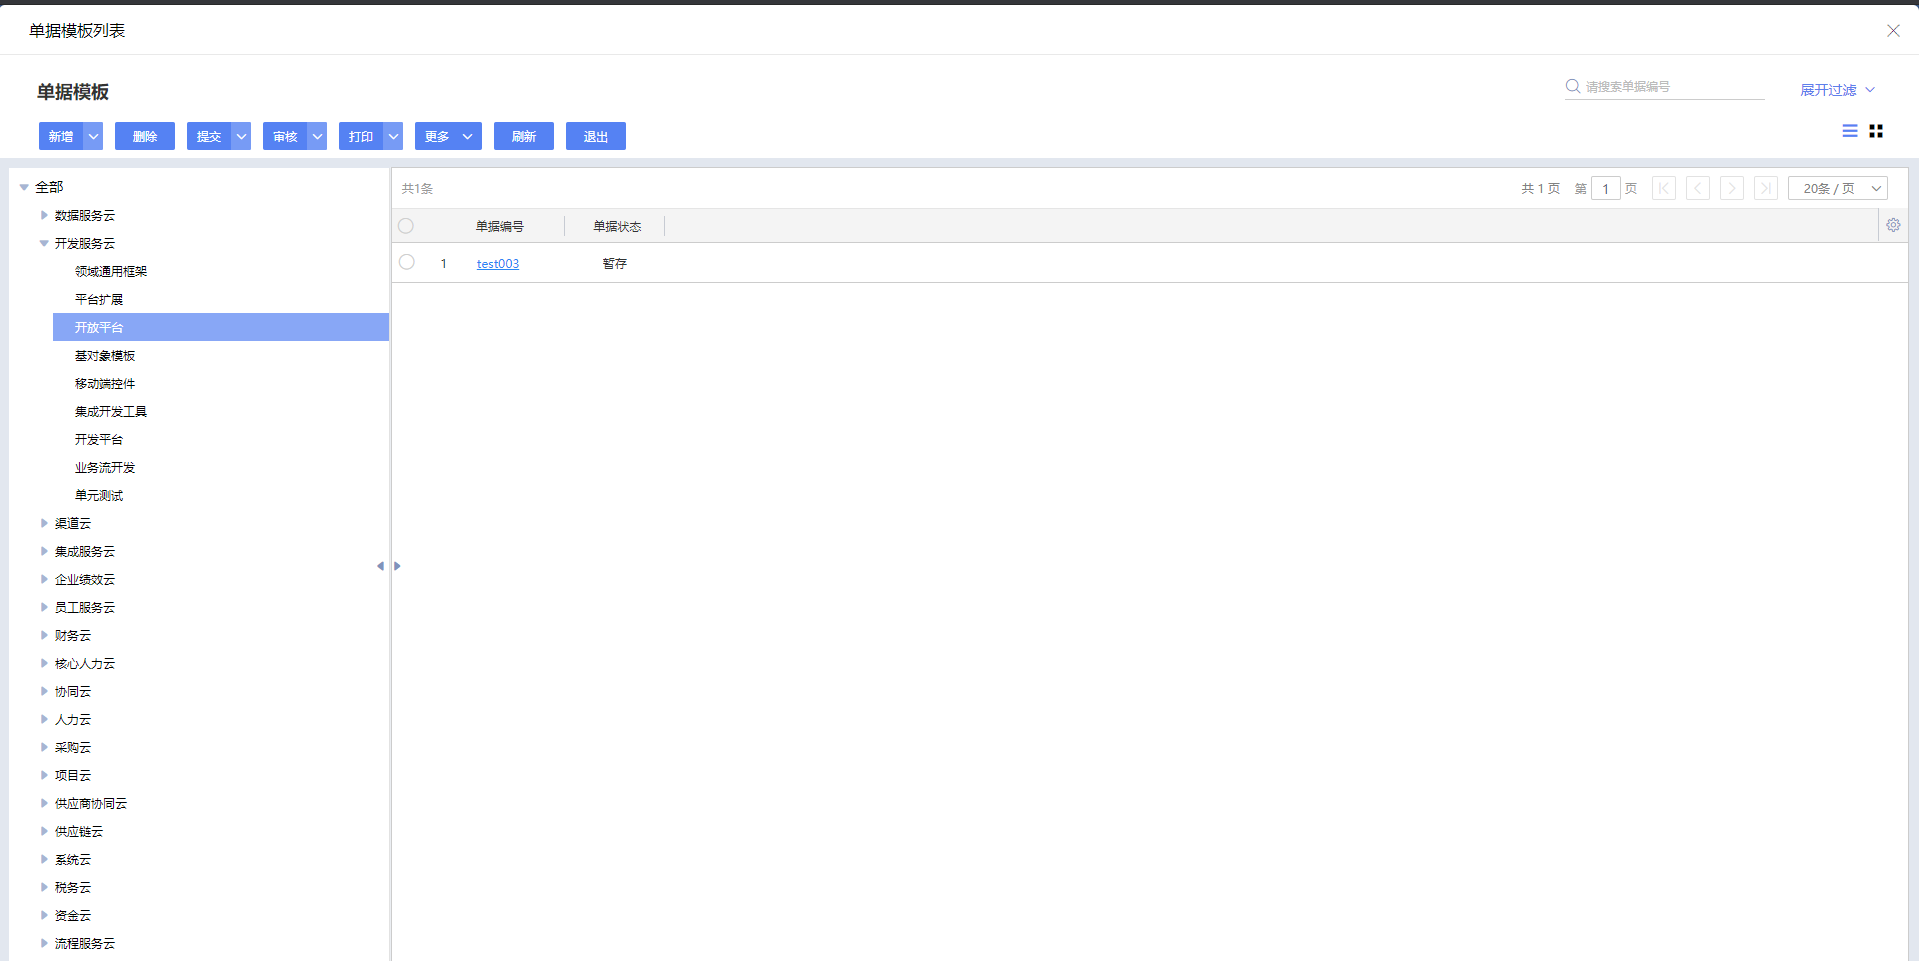 单据模板列表
单据模板
请搜索单据编号
展开过滤
新增 删除 提交 审核 打印 更多 刷新 退出
全部
数据服务云
开发服务云
领域通用框架
平台扩展
开放平台
基对象模板
移动端控件
集成开发工具
开发平台
业务流开发
单元测试
渠道云
集成服务云
企业绩效云
员工服务云
财务云
核心人力云
协同云
人力云
采购云
项目云
供应商协同云
供应链云
系统云
税务云
资金云
流程服务云
共1条
共 1 页 第 1 页 20条 / 页
单据编号 单据状态
1 test003 暂存